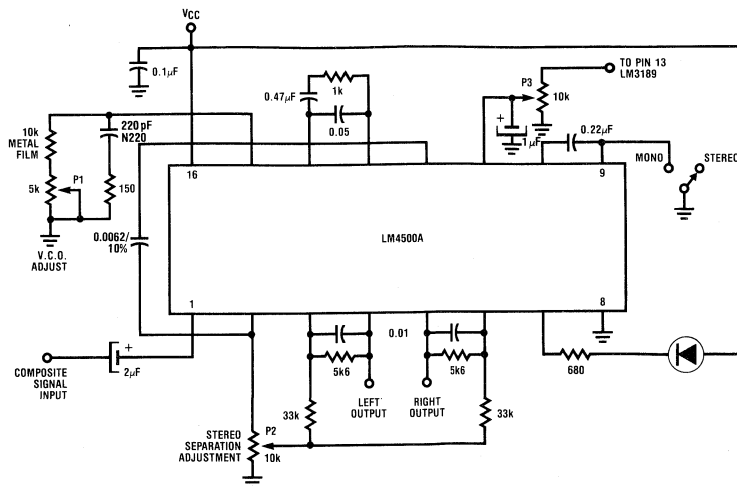 VCC
0.1µF
10k
METAL
FILM
220 pF
N220
5k
P1
150
V.C.O.
ADJUST
0.0062/
10%
0.47µF
1k
0.05
TO PIN 13
LM3189
P3
10k
+
1µF
0.22µF
MONO
STEREO
16
9
LM4500A
1
8
COMPOSITE
SIGNAL
INPUT
+
2µF
0.01
5k6
5k6
680
33k
LEFT
OUTPUT
RIGHT
OUTPUT
33k
STEREO
SEPARATION
ADJUSTMENT
P2
10k